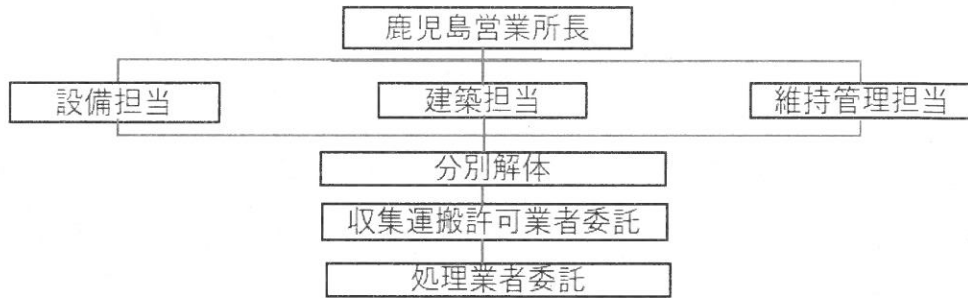 鹿児島営業所長
設備担当
建築担当
維持管理担当
分別解体
収集運搬許可業者委託
処理業者委託